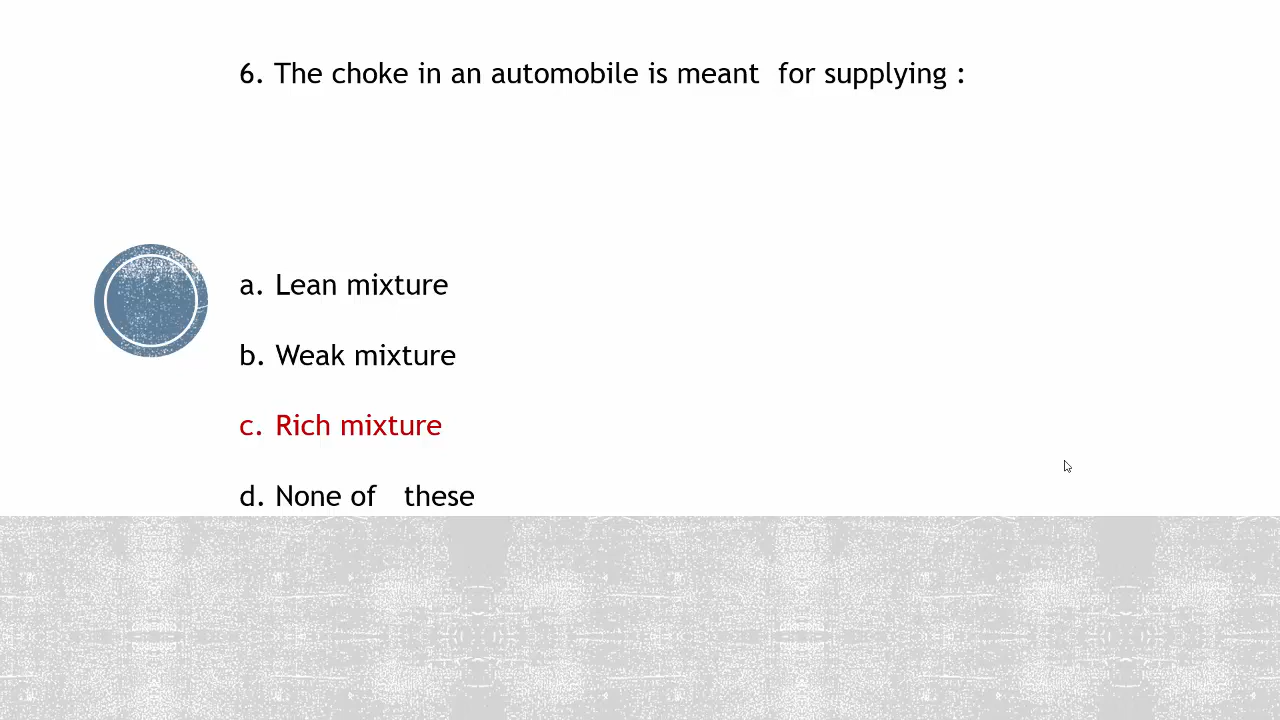 6. The choke in an automobile is meant  for supplying :
a. Lean mixture
b. Weak mixture
c. Rich mixture
d. None of   these